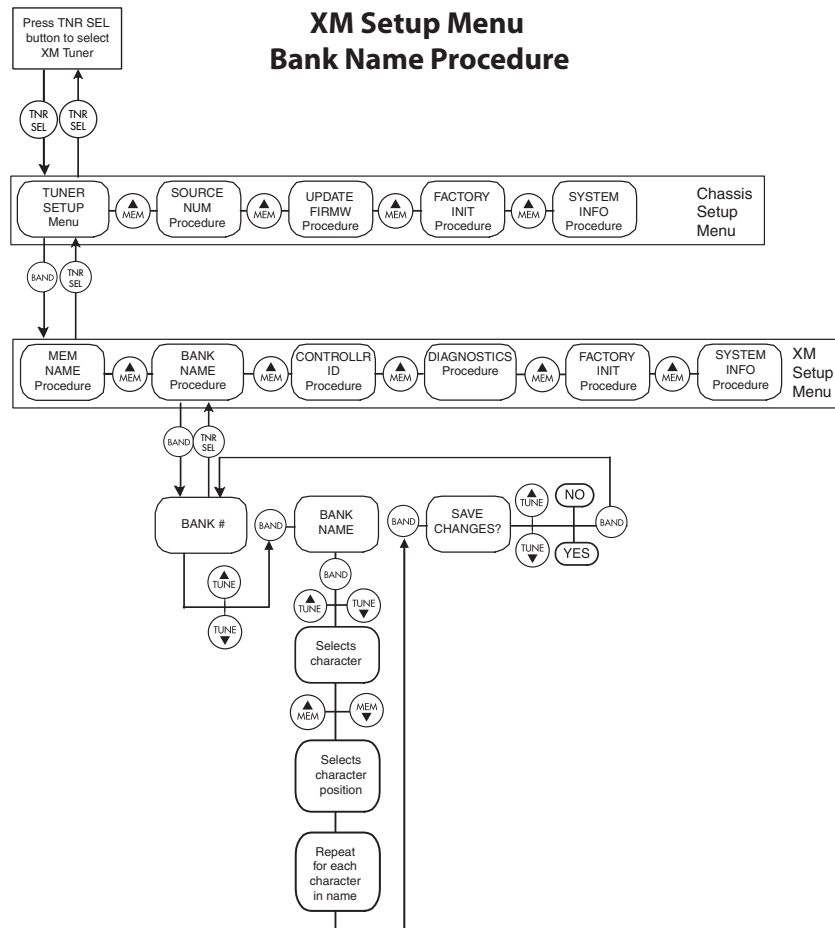 XM Setup Menu
Bank Name Procedure
Press TNR SEL
button to select
XM Tuner
TNR
SEL
TNR
SEL
TUNER
SETUP
Menu
MEM
SOURCE
NUM
Procedure
MEM
UPDATE
FIRMW
Procedure
MEM
FACTORY
INIT
Procedure
MEM
SYSTEM
INFO
Procedure
Chassis
Setup
Menu
BAND
TNR
SEL
MEM
NAME
Procedure
MEM
BANK
NAME
Procedure
MEM
CONTROLLR
ID
Procedure
MEM
DIAGNOSTICS
Procedure
MEM
FACTORY
INIT
Procedure
MEM
SYSTEM
INFO
Procedure
XM
Setup
Menu
BAND
TNR
SEL
BANK #
TUNE
TUNE
BAND
BANK
NAME
BAND
TUNE
TUNE
Selects
character
MEM
MEM
Selects
character
position
Repeat
for each
character
in name
BAND
SAVE
CHANGES?
TUNE
TUNE
NO
YES
BAND